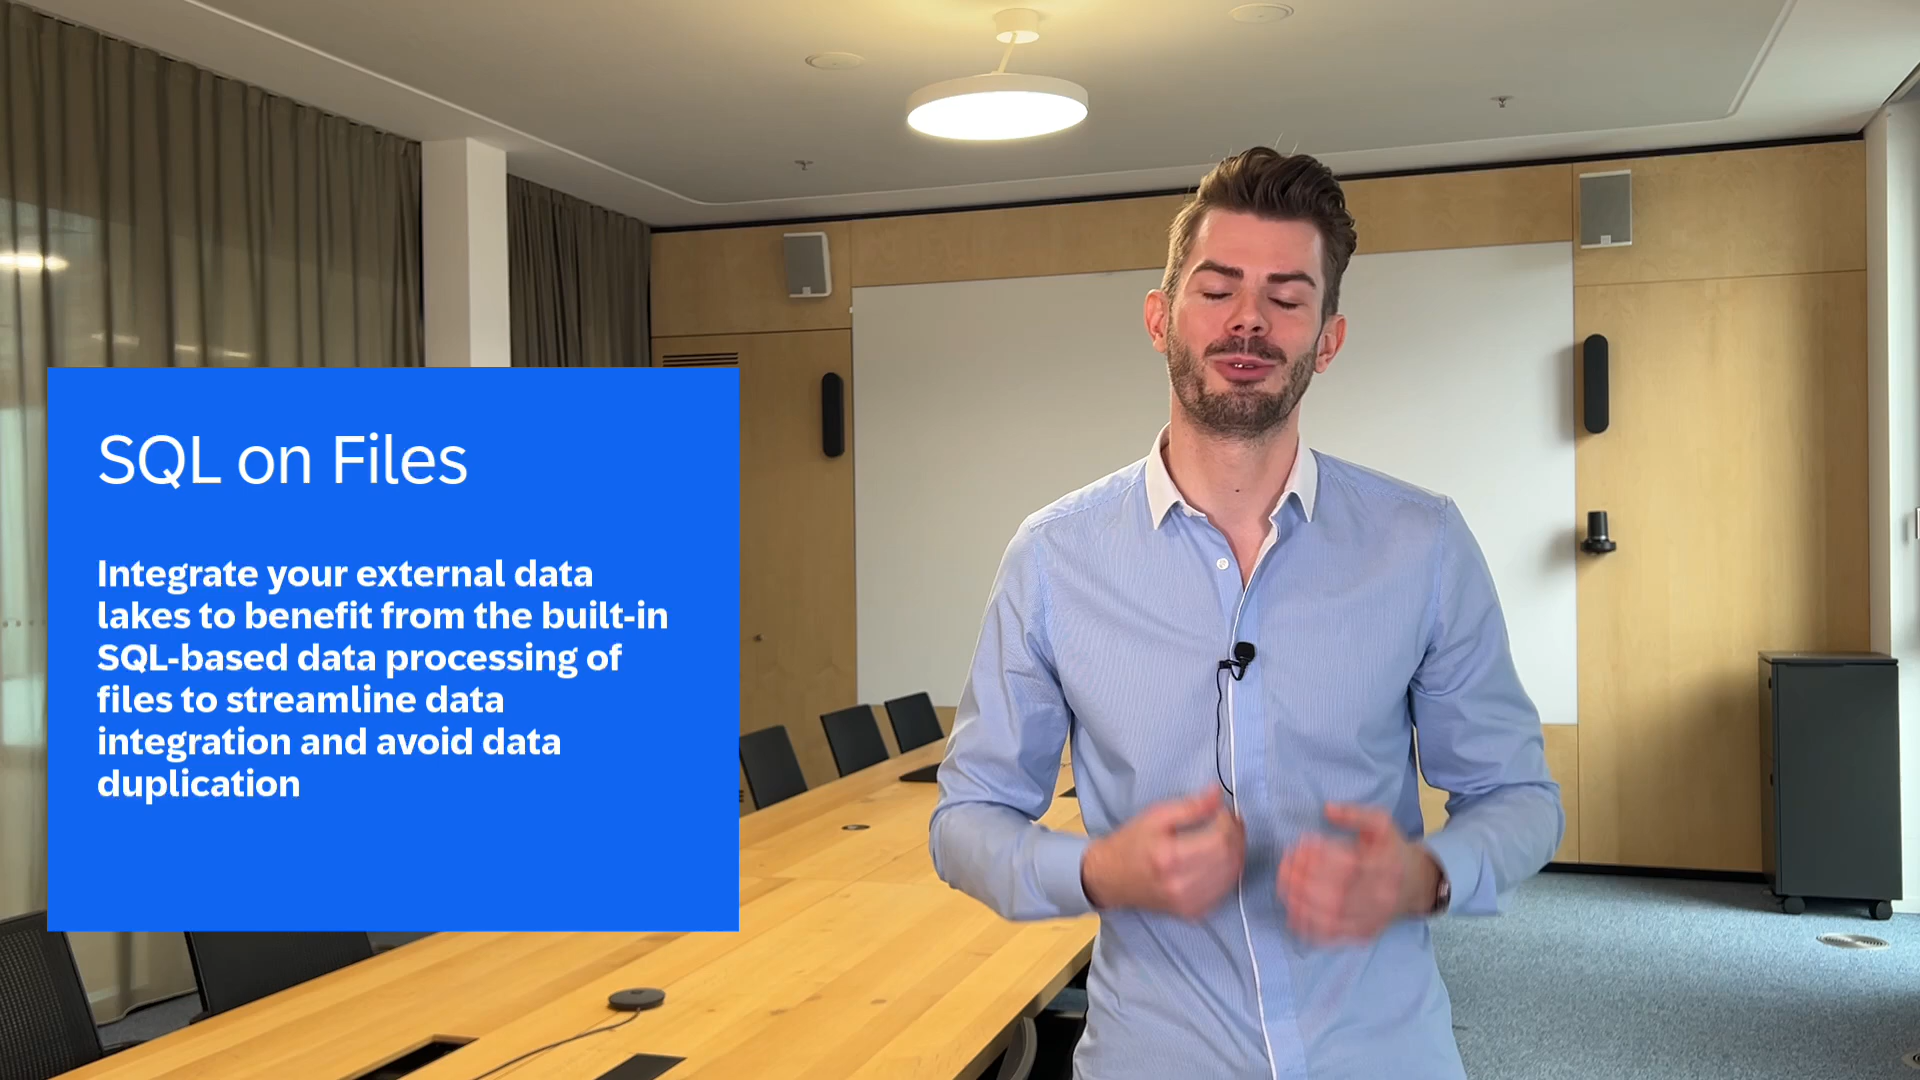 SQL on Files
Integrate your external data
lakes to benefit from the built-in
SQL-based data processing of
files to streamline data
integration and avoid data
duplication